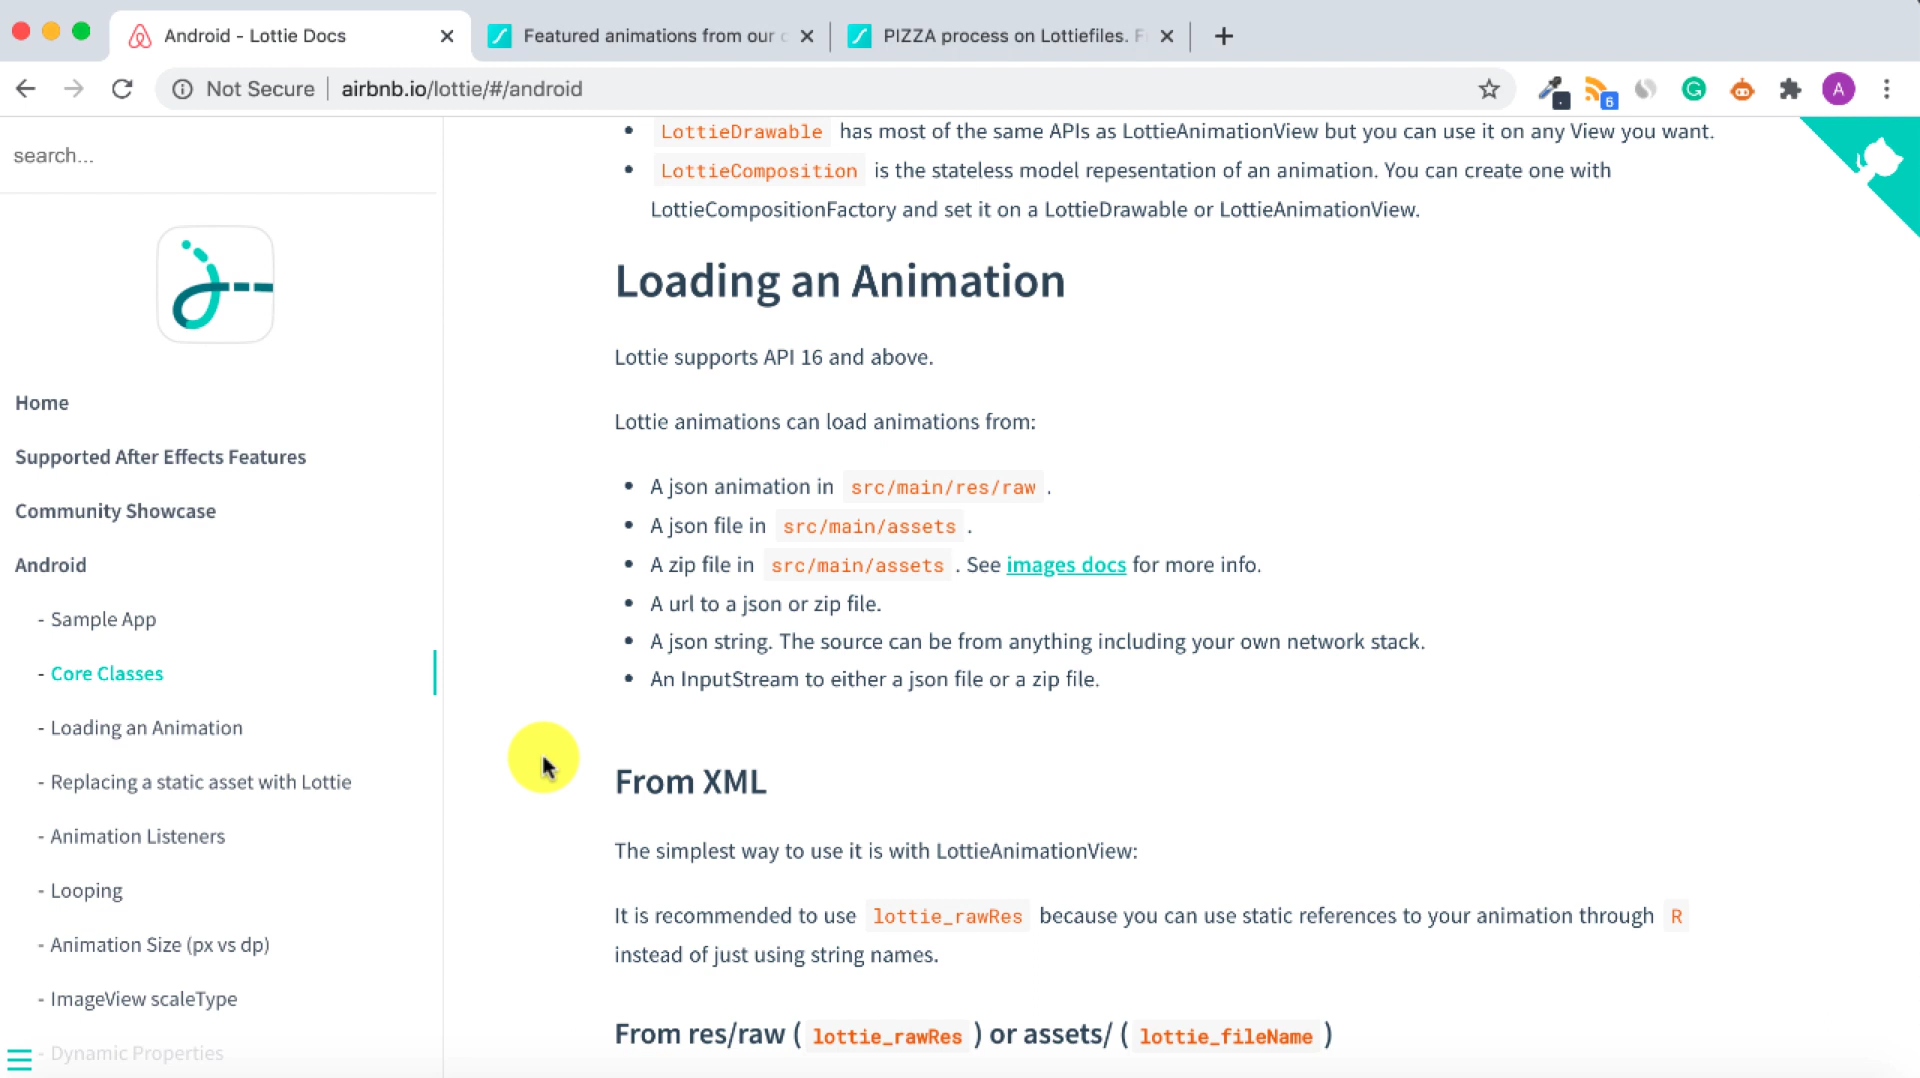 Android - Lottie Docs
Featured animations from our c
PIZZA process on Lottiefiles. F
Not Secure
airbnb.io/lottie/#/android
6
A
search...
LottieDrawable has most of the same APIs as LottieAnimationView but you can use it on any View you want.
LottieComposition is the stateless model repesentation of an animation. You can create one with
LottieCompositionFactory and set it on a LottieDrawable or LottieAnimationView.
Loading an Animation
Lottie supports API 16 and above.
Lottie animations can load animations from:
A json animation in src/main/res/raw .
A json file in src/main/assets .
A zip file in src/main/assets . See images docs for more info.
A url to a json or zip file.
A json string. The source can be from anything including your own network stack.
An InputStream to either a json file or a zip file.
From XML
The simplest way to use it is with LottieAnimationView:
It is recommended to use lottie_rawRes because you can use static references to your animation through R
instead of just using string names.
From res/raw ( lottie_rawRes ) or assets/ ( lottie_fileName )
Home
Supported After Effects Features
Community Showcase
Android
- Sample App
- Core Classes
- Loading an Animation
- Replacing a static asset with Lottie
- Animation Listeners
- Looping
- Animation Size (px vs dp)
- ImageView scaleType
- Dynamic Properties